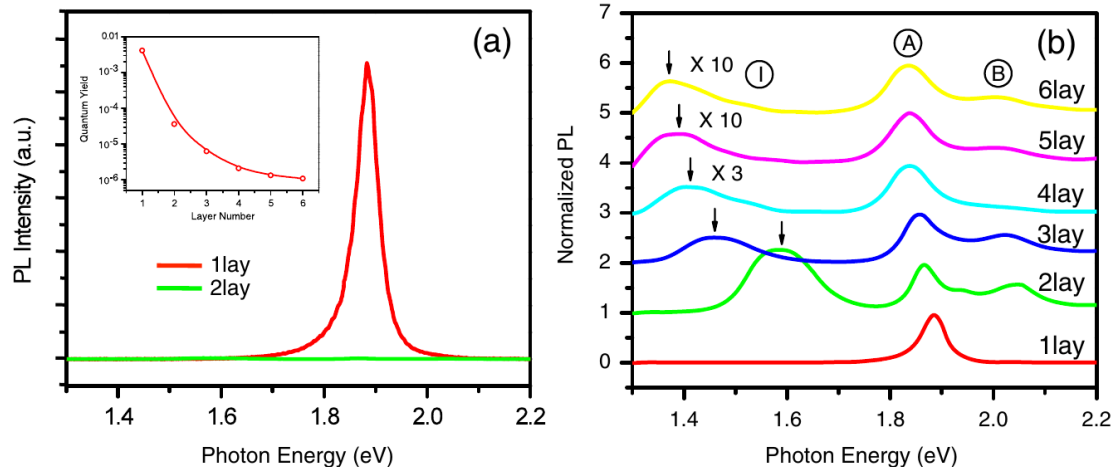 (a)
0.01
10⁻³
10⁻⁴
10⁻⁵
10⁻⁶
Quantum Yield
1 2 3 4 5 6
Layer Number
PL Intensity (a.u.)
1lay
2lay
1.4 1.6 1.8 2.0 2.2
Photon Energy (eV)
(b)
7
6
5
4
3
2
1
0
Normalized PL
A
B
I
X 10
6lay
X 10
5lay
X 3
4lay
3lay
2lay
1lay
1.4 1.6 1.8 2.0 2.2
Photon Energy (eV)